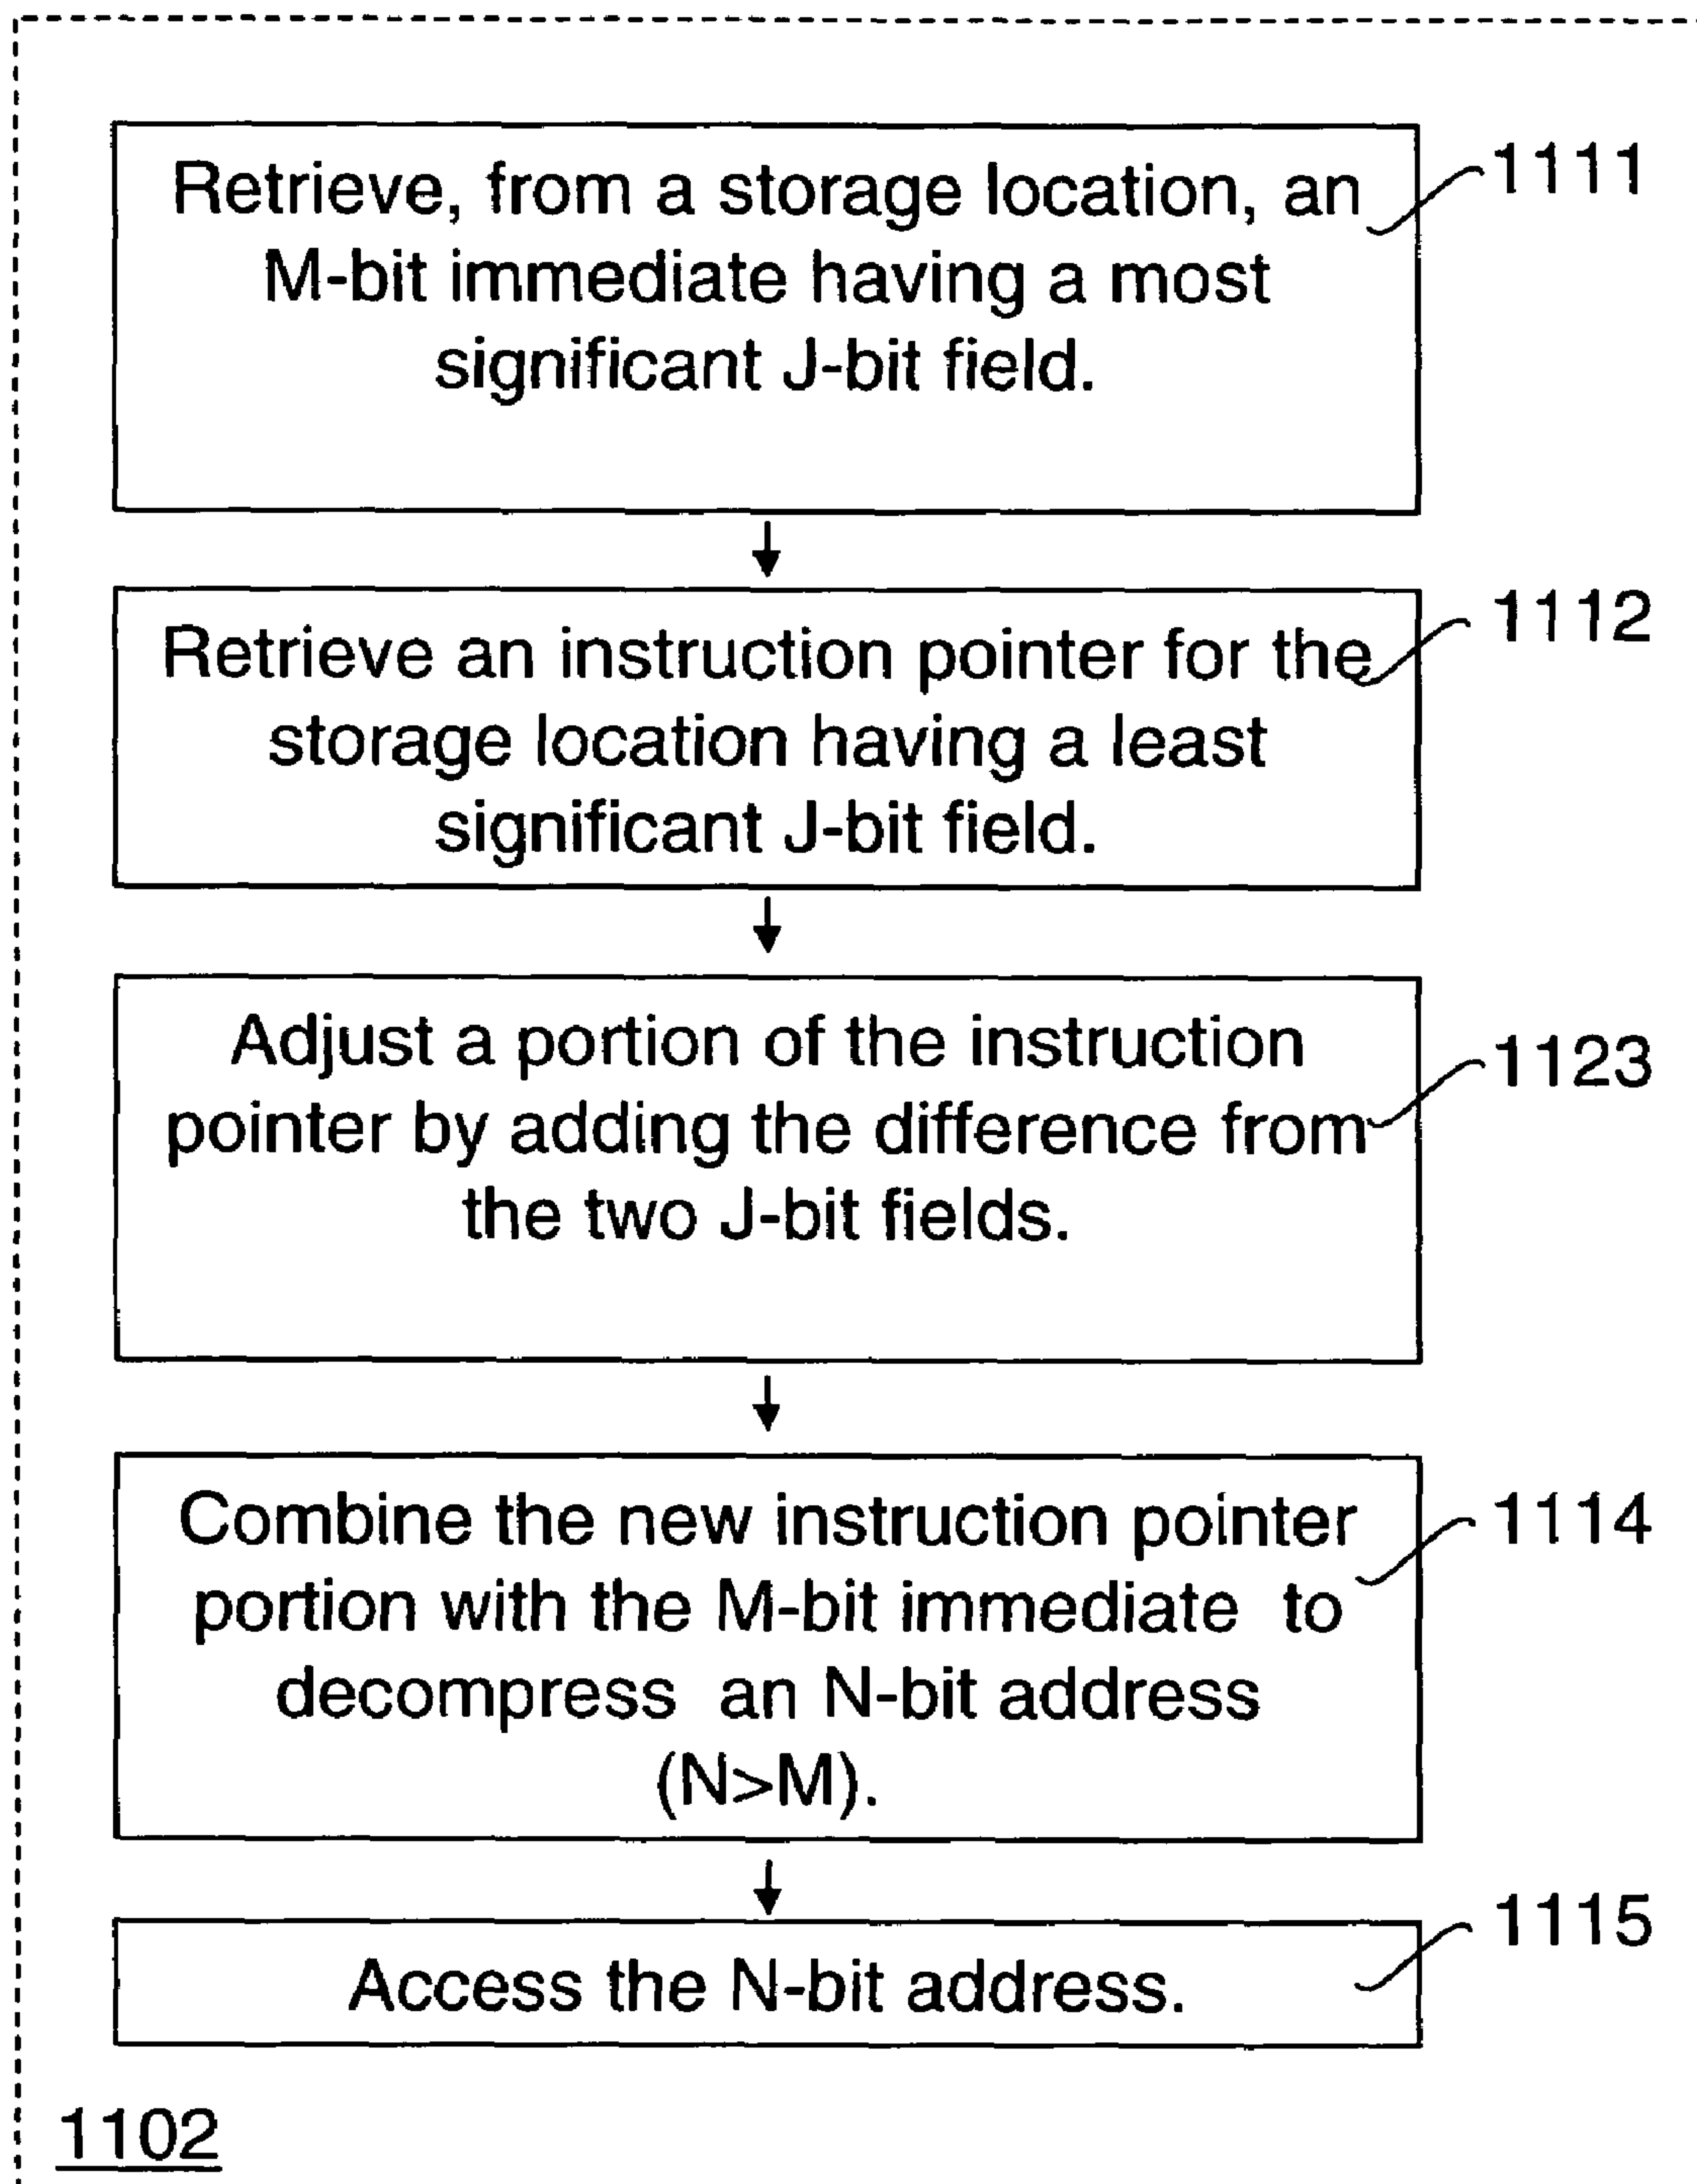 Retrieve, from a storage location, an
M-bit immediate having a most
significant J-bit field.
1111
Retrieve an instruction pointer for the
storage location having a least
significant J-bit field.
1112
Adjust a portion of the instruction
pointer by adding the difference from
the two J-bit fields.
1123
Combine the new instruction pointer
portion with the M-bit immediate to
decompress an N-bit address
(N>M).
1114
Access the N-bit address.
1115
1102